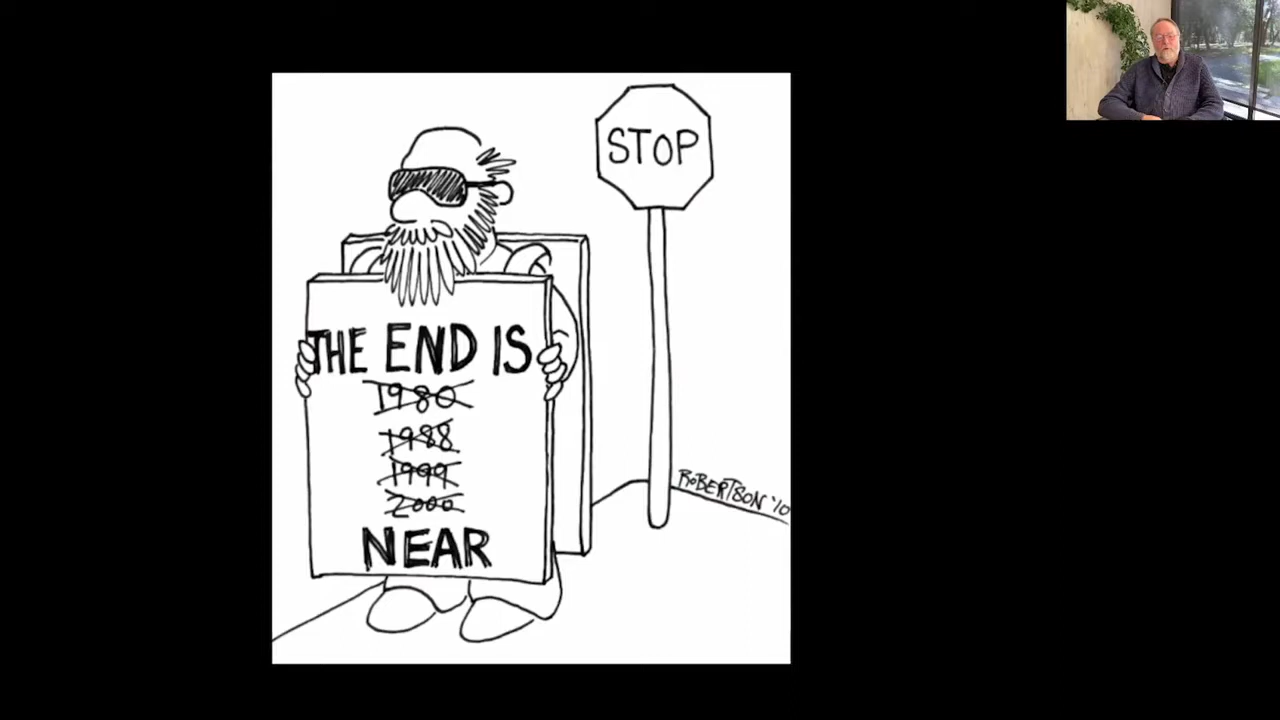 STOP
THE END IS
1980
1988
1999
2000
NEAR
ROBERTSON '10